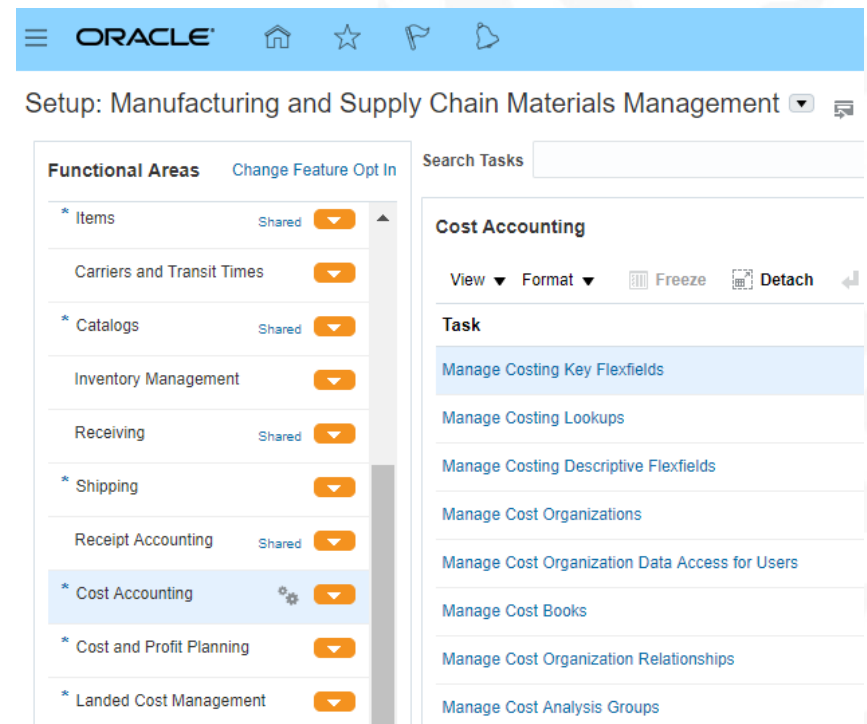 ORACLE
Setup: Manufacturing and Supply Chain Materials Management
Functional Areas Change Feature Opt In
* Items Shared
Carriers and Transit Times
* Catalogs Shared
Inventory Management
Receiving Shared
* Shipping
Receipt Accounting Shared
* Cost Accounting
* Cost and Profit Planning
* Landed Cost Management
Search Tasks
Cost Accounting
View Format Freeze Detach
Task
Manage Costing Key Flexfields
Manage Costing Lookups
Manage Costing Descriptive Flexfields
Manage Cost Organizations
Manage Cost Organization Data Access for Users
Manage Cost Books
Manage Cost Organization Relationships
Manage Cost Analysis Groups